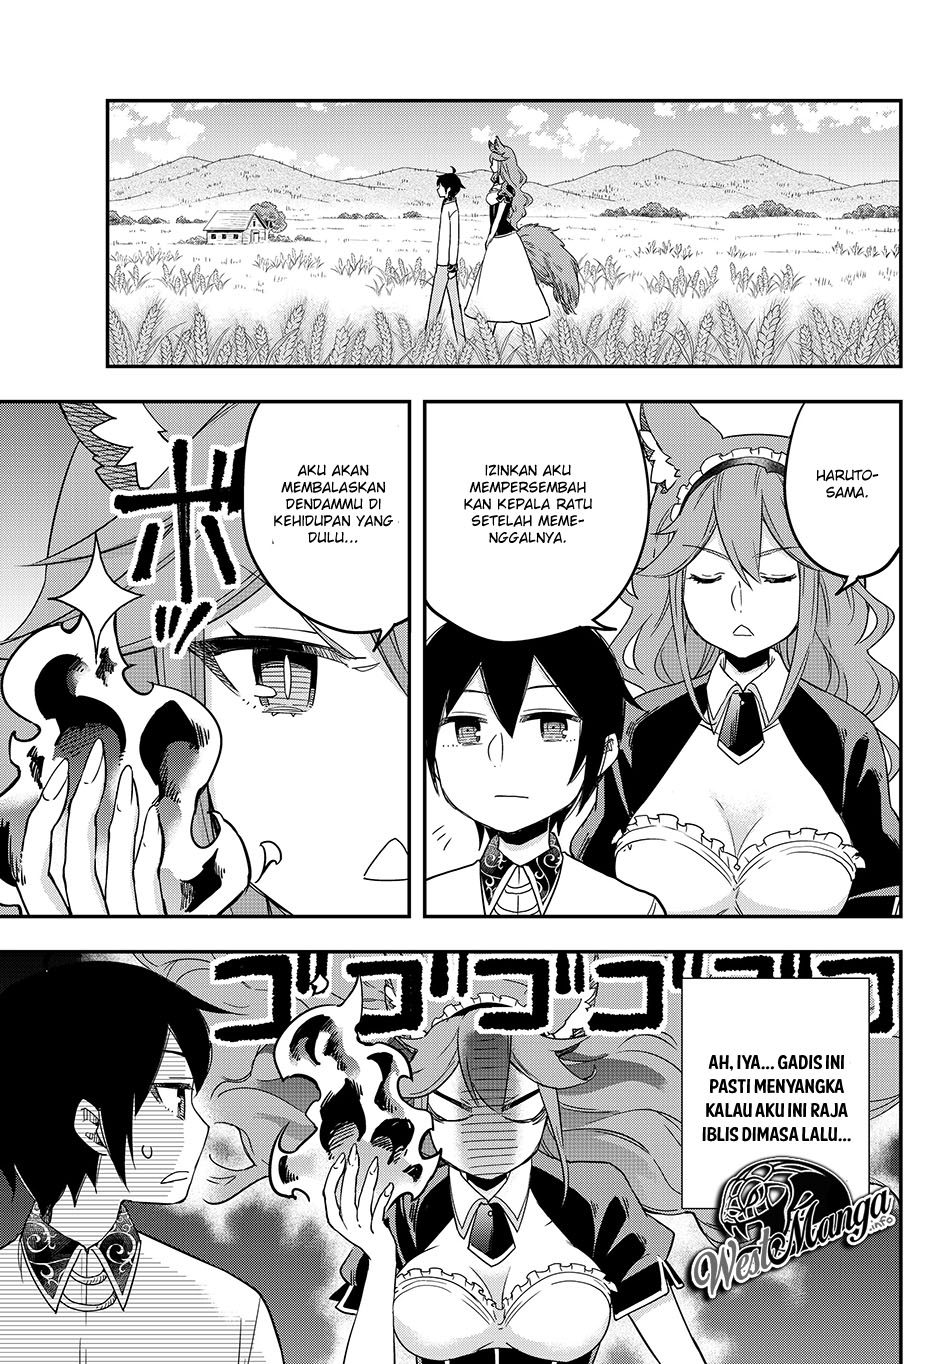 HARUTO-
SAMA.
IZINKAN AKU
MEMPERSEMBAH
KAN KEPALA RATU
SETELAH MEME-
NGGALNYA.
AKU AKAN
MEMBALASKAN
DENDAMMU DI
KEHIDUPAN YANG
DULU...
ボッ
ゴゴゴゴゴ
AH, IYA... GADIS INI
PASTI MENYANGKA
KALAU AKU INI RAJA
IBLIS DIMASA LALU...
WestManga
.info